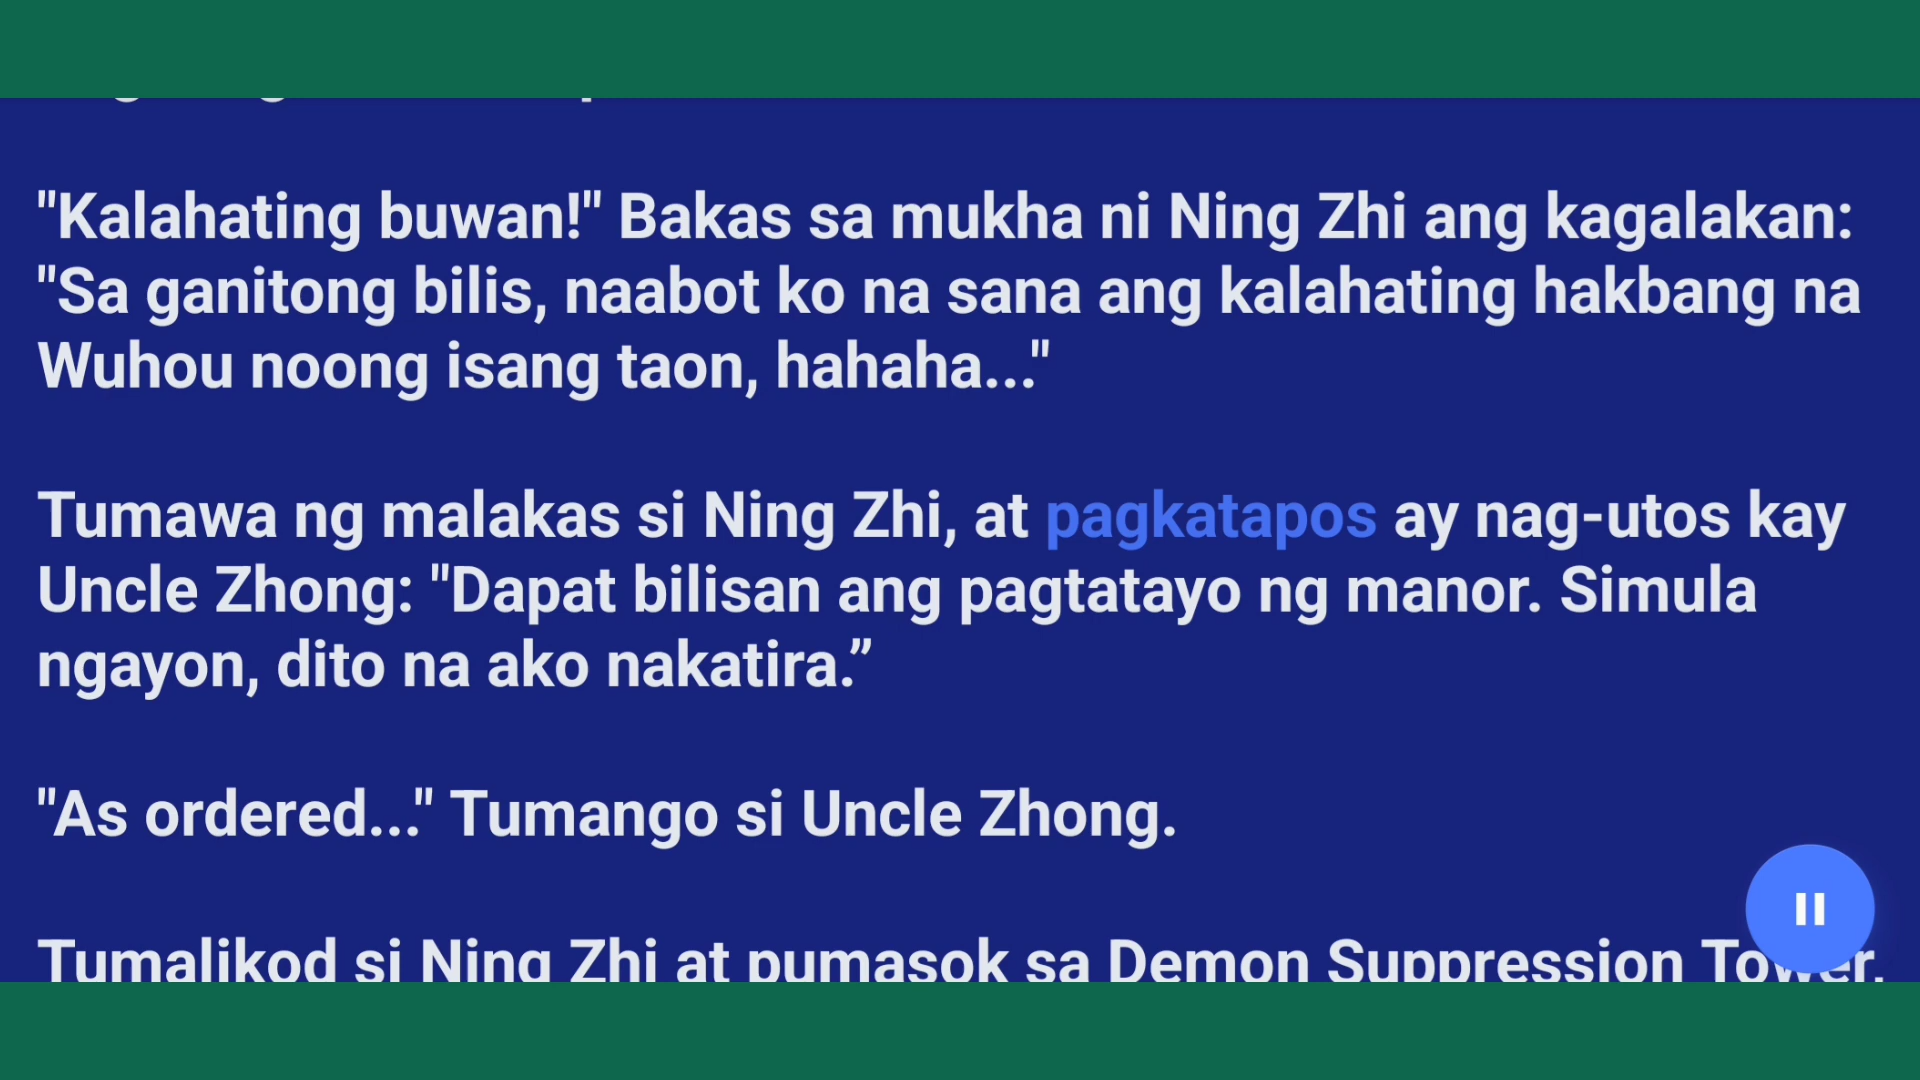 "Kalahating buwan!" Bakas sa mukha ni Ning Zhi ang kagalakan:
"Sa ganitong bilis, naabot ko na sana ang kalahating hakbang na
Wuhou noong isang taon, hahaha..."
Tumawa ng malakas si Ning Zhi, at pagkatapos ay nag-utos kay
Uncle Zhong: "Dapat bilisan ang pagtatayo ng manor. Simula
ngayon, dito na ako nakatira.”
"As ordered..." Tumango si Uncle Zhong.
Tumalikod si Ning Zhi at pumasok sa Demon Suppression Tower.